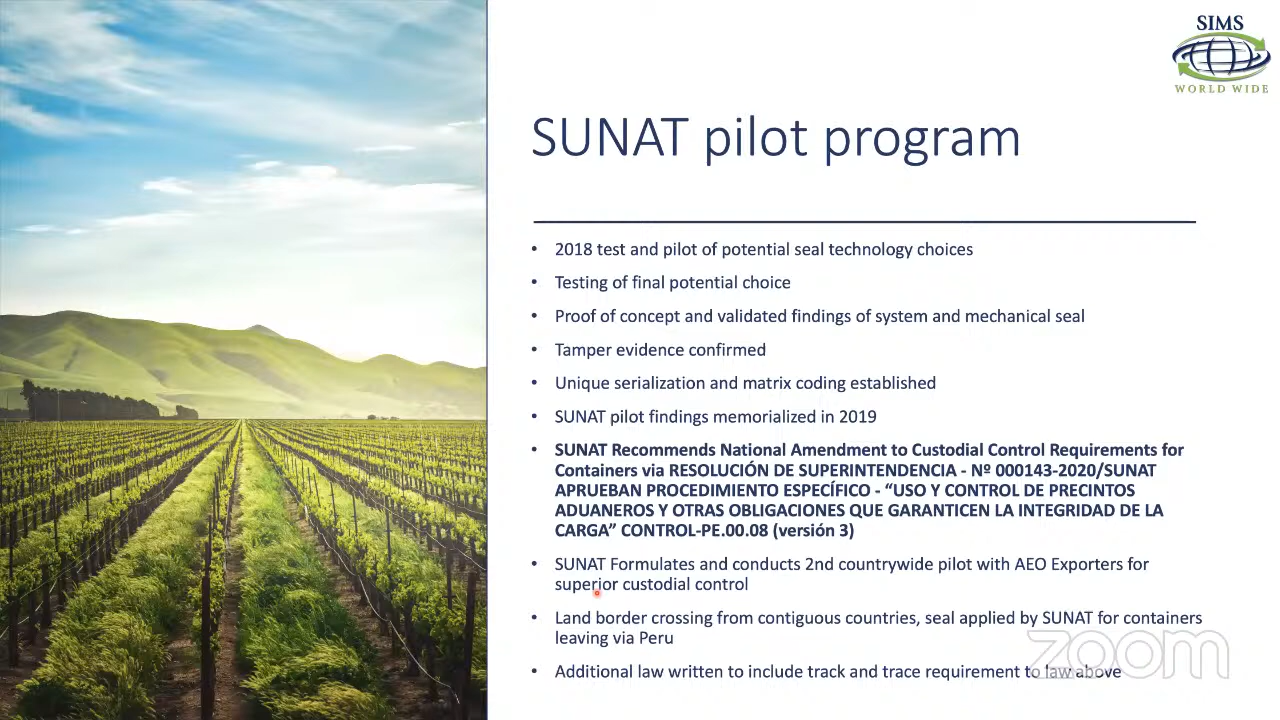 SIMS
WORLD WIDE
SUNAT pilot program
• 2018 test and pilot of potential seal technology choices
• Testing of final potential choice
• Proof of concept and validated findings of system and mechanical seal
• Tamper evidence confirmed
• Unique serialization and matrix coding established
• SUNAT pilot findings memorialized in 2019
• SUNAT Recommends National Amendment to Custodial Control Requirements for
Containers via RESOLUCIÓN DE SUPERINTENDENCIA - Nº 000143-2020/SUNAT
APRUEBAN PROCEDIMIENTO ESPECÍFICO - “USO Y CONTROL DE PRECINTOS
ADUANEROS Y OTRAS OBLIGACIONES QUE GARANTICEN LA INTEGRIDAD DE LA
CARGA” CONTROL-PE.00.08 (versión 3)
• SUNAT Formulates and conducts 2nd countrywide pilot with AEO Exporters for
superior custodial control
• Land border crossing from contiguous countries, seal applied by SUNAT for containers
leaving via Peru
• Additional law written to include track and trace requirement to law above
zoom